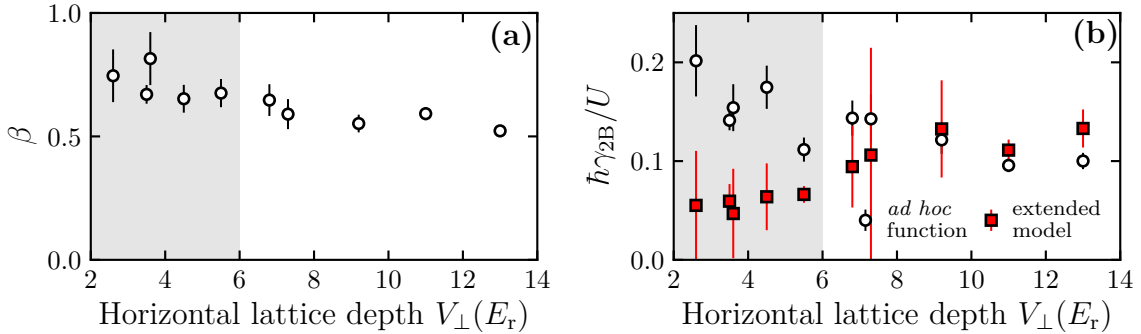 1.0
0.5
0.0
β
(a)
2 4 6 8 10 12 14
Horizontal lattice depth V⊥(Er)
0.2
0.1
0.0
ħγ2B/U
(b)
ad hoc
function
extended
model
2 4 6 8 10 12 14
Horizontal lattice depth V⊥(Er)